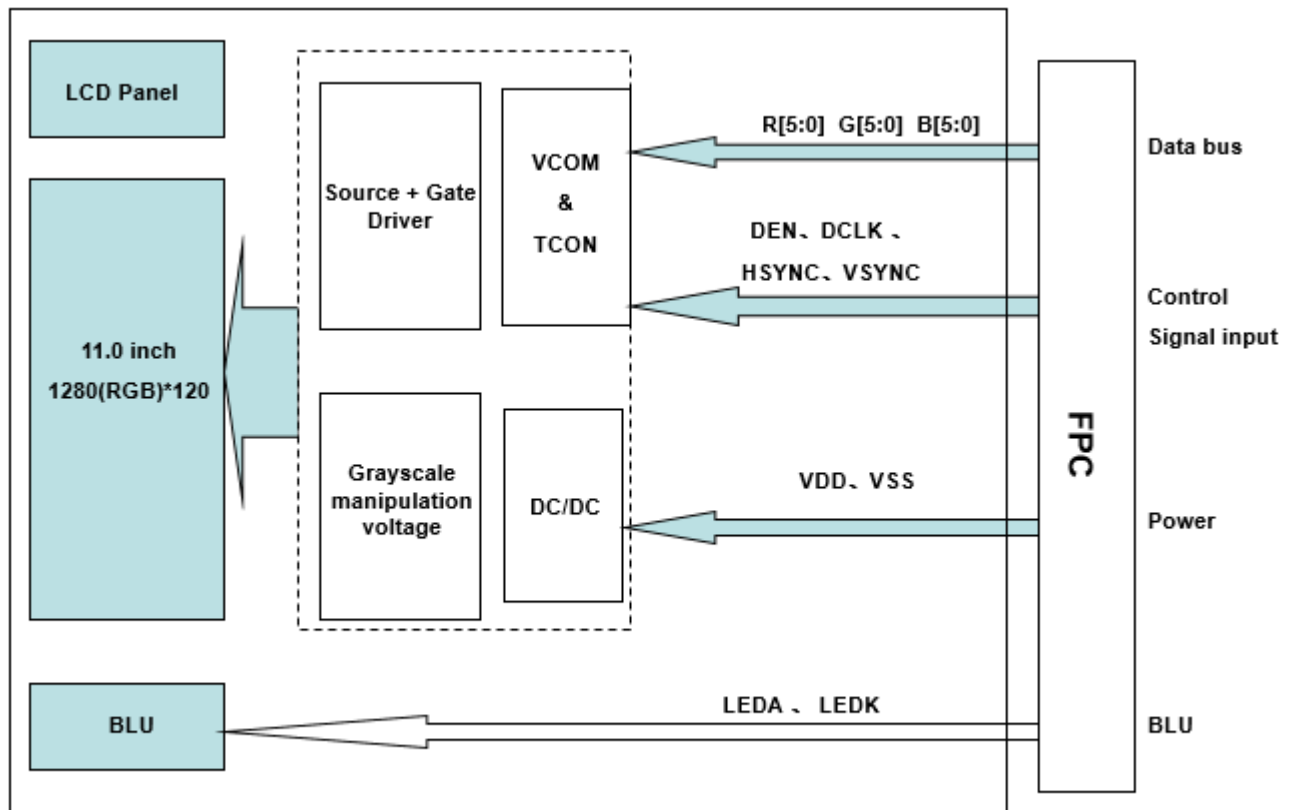 LCD Panel
11.0 inch
1280(RGB)*120
BLU
Source + Gate
Driver
VCOM
&
TCON
Grayscale
manipulation
voltage
DC/DC
R[5:0] G[5:0] B[5:0]
DEN、DCLK 、
HSYNC、VSYNC
VDD、VSS
LEDA 、 LEDK
FPC
Data bus
Control
Signal input
Power
BLU